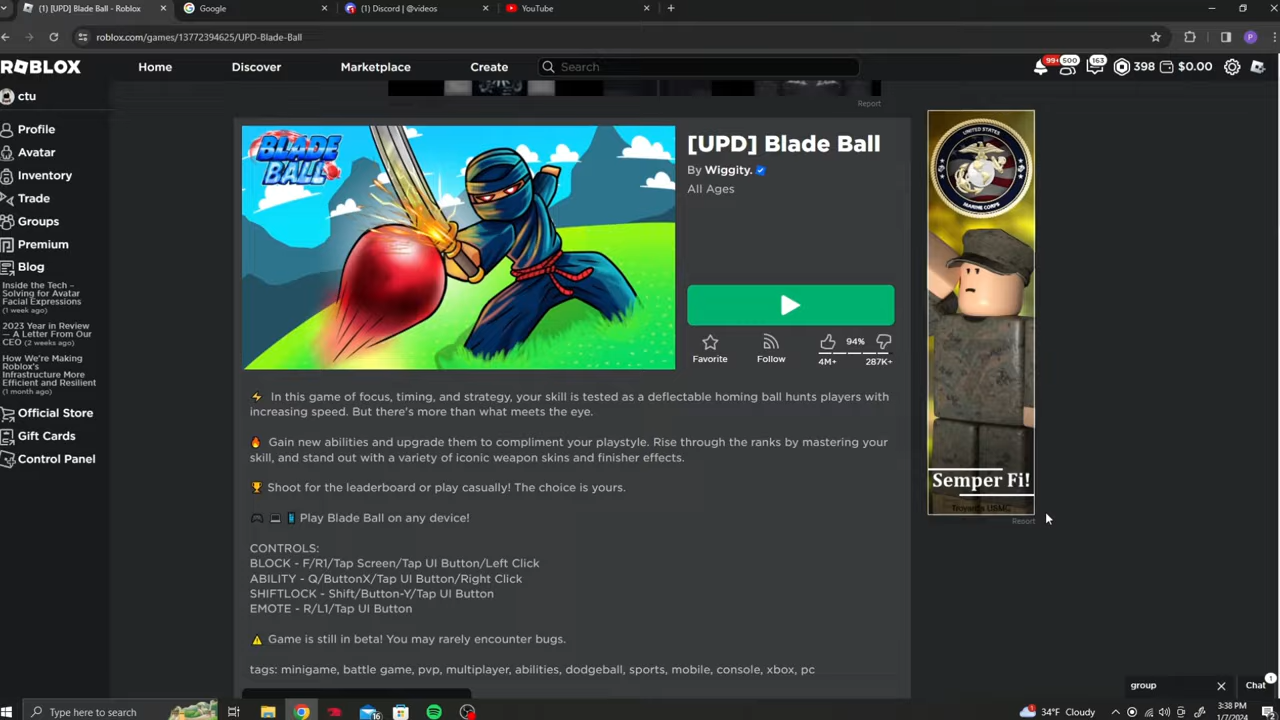 [UPD] Blade Ball - Roblox
Google
(1) Discord | @videos
YouTube
roblox.com/games/13772394625/UPD-Blade-Ball
P
ROBLOX
Home
Discover
Marketplace
Create
Search
99+
500
163
398
$0.00
ctu
Profile
Avatar
Inventory
Trade
Groups
Premium
Blog
Inside the Tech -
Solving for Avatar
Facial Expressions
(1 week ago)
2023 Year in Review
— A Letter From Our
CEO (2 weeks ago)
How We're Making
Roblox's
Infrastructure More
Efficient and Resilient
(1 month ago)
Official Store
Gift Cards
Control Panel
Report
BLADE
BALL
[UPD] Blade Ball
By Wiggity.
All Ages
Favorite
Follow
94%
4M+
287K+
In this game of focus, timing, and strategy, your skill is tested as a deflectable homing ball hunts players with
increasing speed. But there's more than what meets the eye.
Gain new abilities and upgrade them to compliment your playstyle. Rise through the ranks by mastering your
skill, and stand out with a variety of iconic weapon skins and finisher effects.
Shoot for the leaderboard or play casually! The choice is yours.
Play Blade Ball on any device!
CONTROLS:
BLOCK - F/R1/Tap Screen/Tap UI Button/Left Click
ABILITY - Q/ButtonX/Tap UI Button/Right Click
SHIFTLOCK - Shift/Button-Y/Tap UI Button
EMOTE - R/L1/Tap UI Button
Game is still in beta! You may rarely encounter bugs.
tags: minigame, battle game, pvp, multiplayer, abilities, dodgeball, sports, mobile, console, xbox, pc
UNITED STATES
MARINE CORPS
Semper Fi!
Report
group
Chat
1
Type here to search
16
34°F Cloudy
3:38 PM
1/7/2024